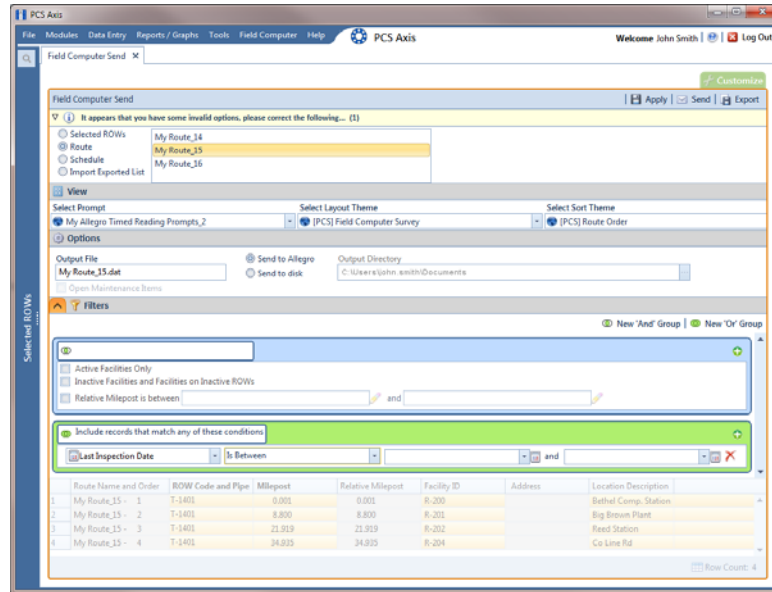 PCS Axis
File Modules Data Entry Reports / Graphs Tools Field Computer Help PCS Axis Welcome John Smith | | Log Out
Field Computer Send
Customize
Field Computer Send | Apply | Send | Export
It appears that you have some invalid options, please correct the following... (1)
Selected ROWs
Route
Schedule
Import Exported List
My Route_14
My Route_15
My Route_16
View
Select Prompt Select Layout Theme Select Sort Theme
My Allegro Timed Reading Prompts_2 [PCS] Field Computer Survey [PCS] Route Order
Options
Output File Send to Allegro Output Directory
My Route_15.dat Send to disk C:\Users\john.smith\Documents
Open Maintenance Items
Filters
Selected ROWs
New 'And' Group | New 'Or' Group
Active Facilities Only
Inactive Facilities and Facilities on Inactive ROWs
Relative Milepost is between and
Include records that match any of these conditions
Last Inspection Date Is Between and
Route Name and Order ROW Code and Pipe Milepost Relative Milepost Facility ID Address Location Description
1 My Route_15 - 1 T-1401 0.001 0.001 R-200 Bethel Comp. Station
2 My Route_15 - 2 T-1401 8.800 8.800 R-201 Big Brown Plant
3 My Route_15 - 3 T-1401 21.919 21.919 R-202 Reed Station
4 My Route_15 - 4 T-1401 34.935 34.935 R-204 Co Line Rd
Row Count: 4